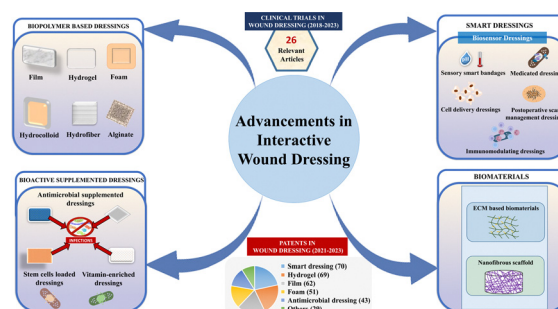 BIOPOLYMER BASED DRESSINGS
Film
Hydrogel
Foam
Hydrocolloid
Hydrofiber
Alginate
CLINICAL TRIALS IN
WOUND DRESSING (2018-2023)
26
Relevant
Articles
SMART DRESSINGS
Biosensor Dressings
Sensory smart bandages
Medicated dressin
Cell delivery dressings
Postoperative scar
management dressin
Immunomodulating dressings
Advancements in
Interactive
Wound Dressing
BIOACTIVE SUPPLEMENTED DRESSINGS
Antimicrobial supplemented
dressings
INFECTIONS
Stem cells loaded
dressings
Vitamin-enriched
dressings
PATENTS IN
WOUND DRESSING (2021-2023)
Smart dressing (70)
Hydrogel (69)
Film (62)
Foam (51)
Antimicrobial dressing (43)
BIOMATERIALS
ECM based biomaterials
Nanofibrous scaffold